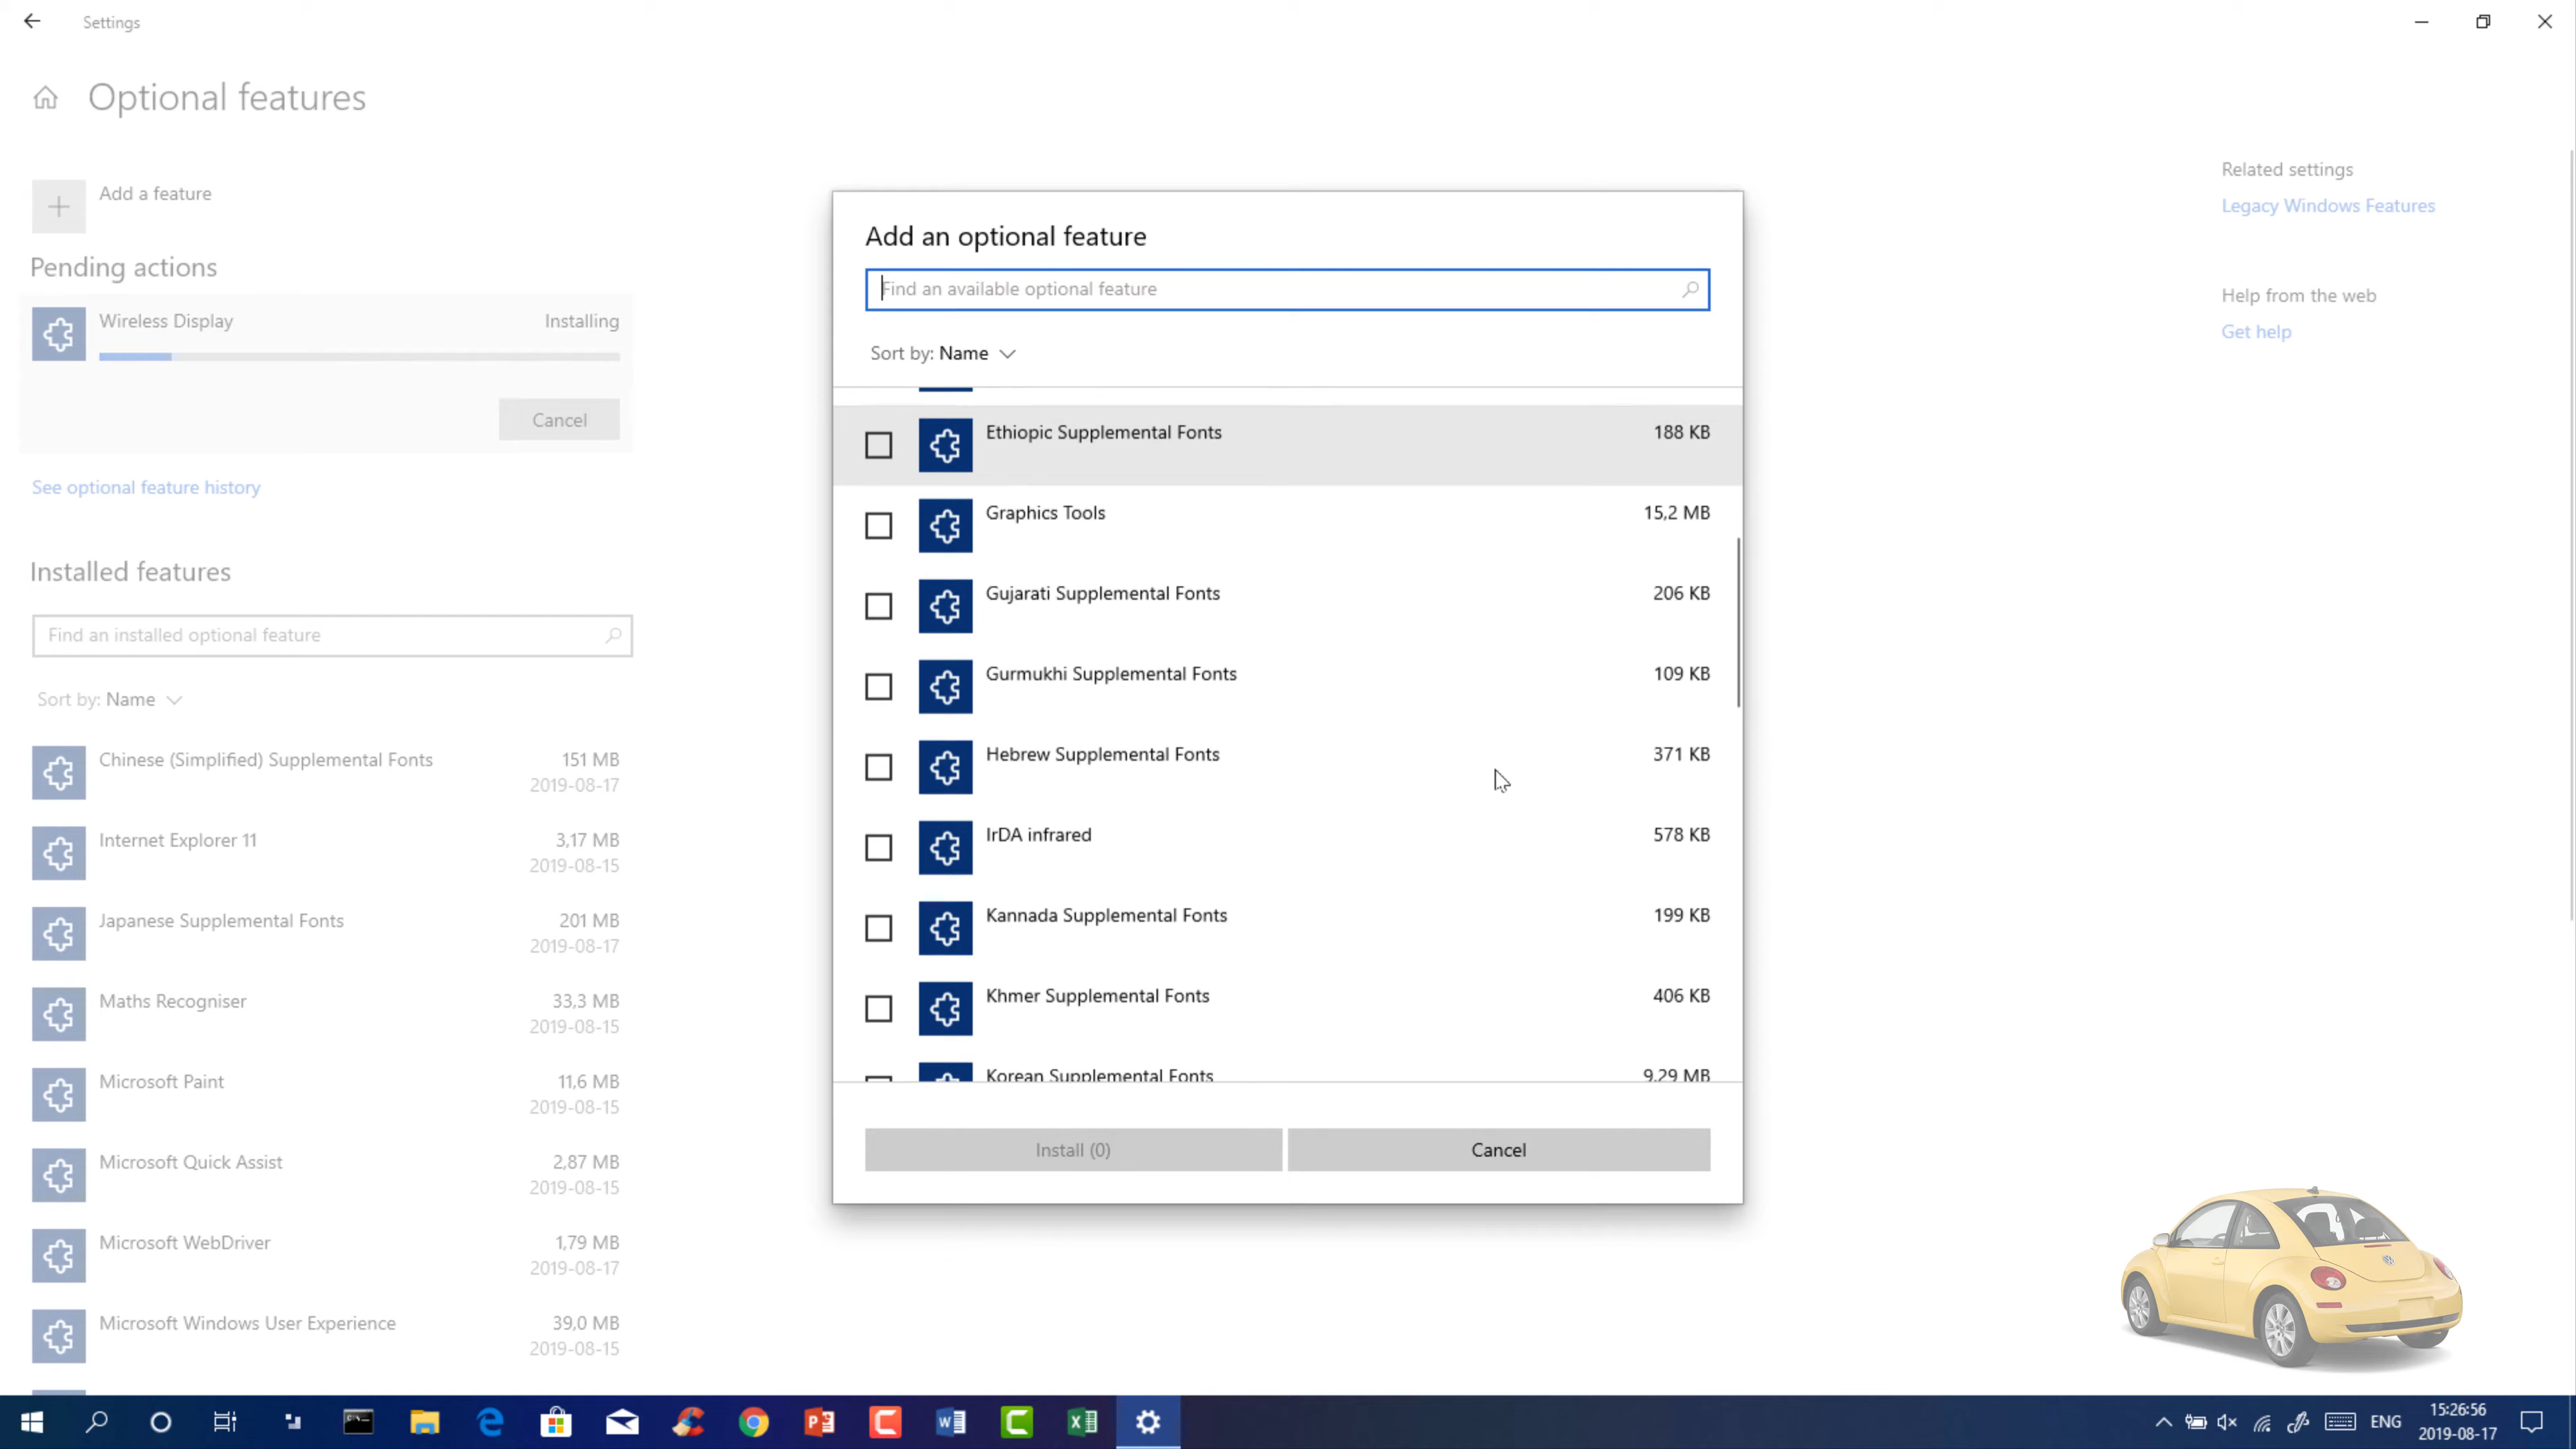 Settings
Optional features
Add a feature
Pending actions
Wireless Display Installing
Cancel
See optional feature history
Installed features
Find an installed optional feature
Sort by: Name
Chinese (Simplified) Supplemental Fonts 151 MB
2019-08-17
Internet Explorer 11 3,17 MB
2019-08-15
Japanese Supplemental Fonts 201 MB
2019-08-17
Maths Recogniser 33,3 MB
2019-08-15
Microsoft Paint 11,6 MB
2019-08-15
Microsoft Quick Assist 2,87 MB
2019-08-15
Microsoft WebDriver 1,79 MB
2019-08-17
Microsoft Windows User Experience 39,0 MB
2019-08-15
Add an optional feature
Find an available optional feature
Sort by: Name
Ethiopic Supplemental Fonts 188 KB
Graphics Tools 15,2 MB
Gujarati Supplemental Fonts 206 KB
Gurmukhi Supplemental Fonts 109 KB
Hebrew Supplemental Fonts 371 KB
IrDA infrared 578 KB
Kannada Supplemental Fonts 199 KB
Khmer Supplemental Fonts 406 KB
Korean Supplemental Fonts 9,29 MB
Install (0) Cancel
Related settings
Legacy Windows Features
Help from the web
Get help
ENG
15:26:56
2019-08-17